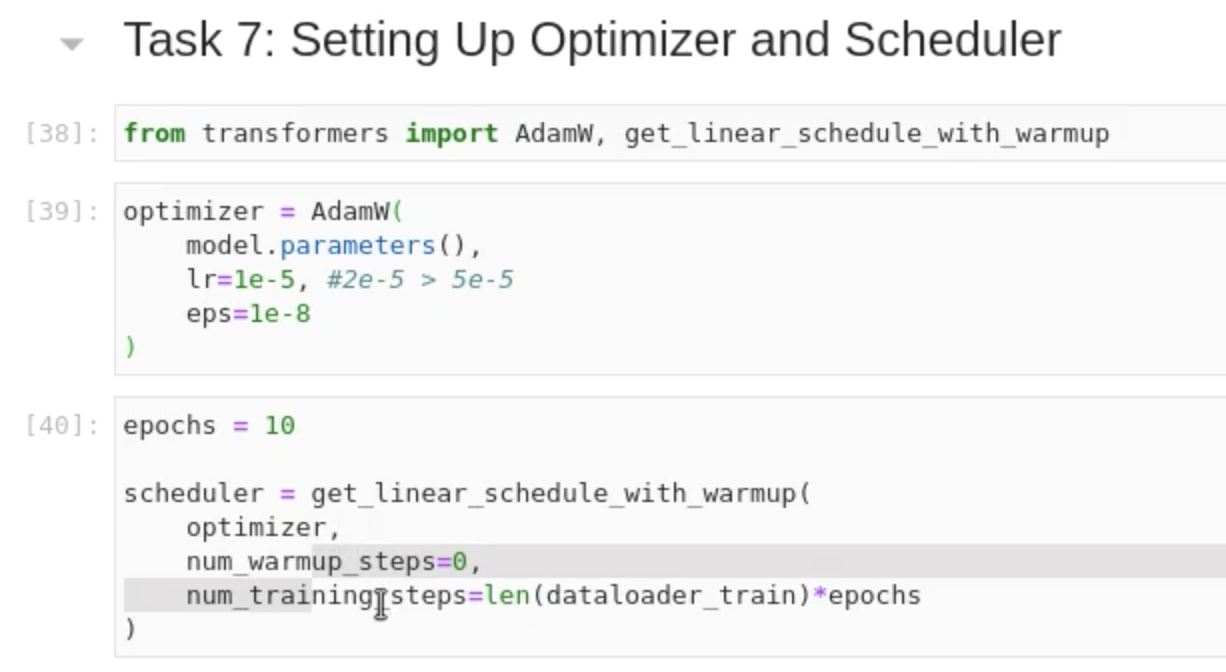 Task 7: Setting Up Optimizer and Scheduler
[38]: from transformers import AdamW, get_linear_schedule_with_warmup
[39]: optimizer = AdamW(
model.parameters(),
lr=1e-5, #2e-5 > 5e-5
eps=1e-8
)
[40]: epochs = 10
scheduler = get_linear_schedule_with_warmup(
optimizer,
num_warmup_steps=0,
num_training_steps=len(dataloader_train)*epochs
)